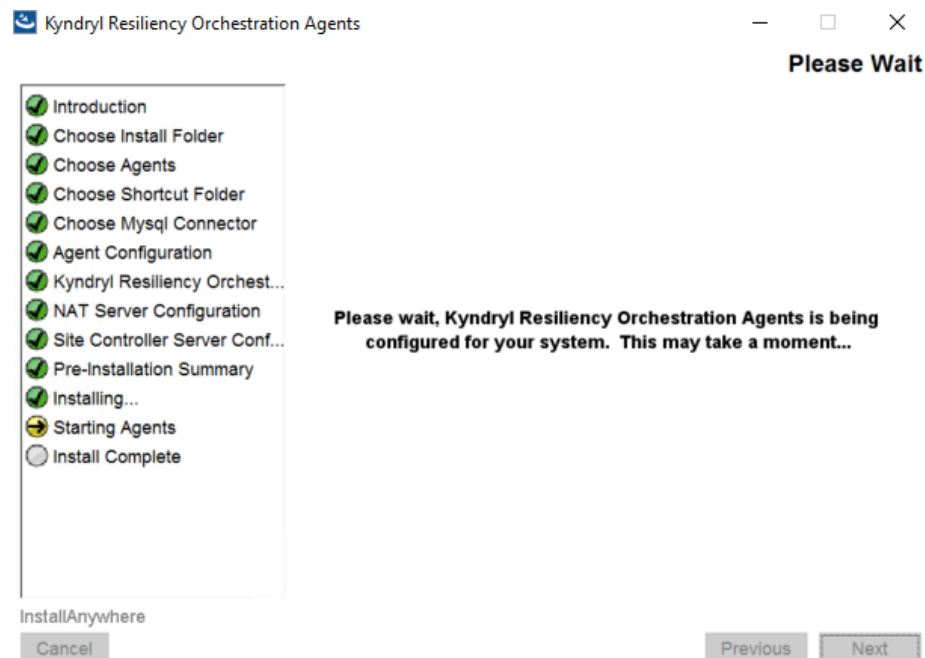 Kyndryl Resiliency Orchestration Agents
Please Wait
Introduction
Choose Install Folder
Choose Agents
Choose Shortcut Folder
Choose Mysql Connector
Agent Configuration
Kyndryl Resiliency Orchest...
NAT Server Configuration
Site Controller Server Conf...
Pre-Installation Summary
Installing...
Starting Agents
Install Complete
Please wait, Kyndryl Resiliency Orchestration Agents is being
configured for your system. This may take a moment...
InstallAnywhere
Cancel
Previous
Next